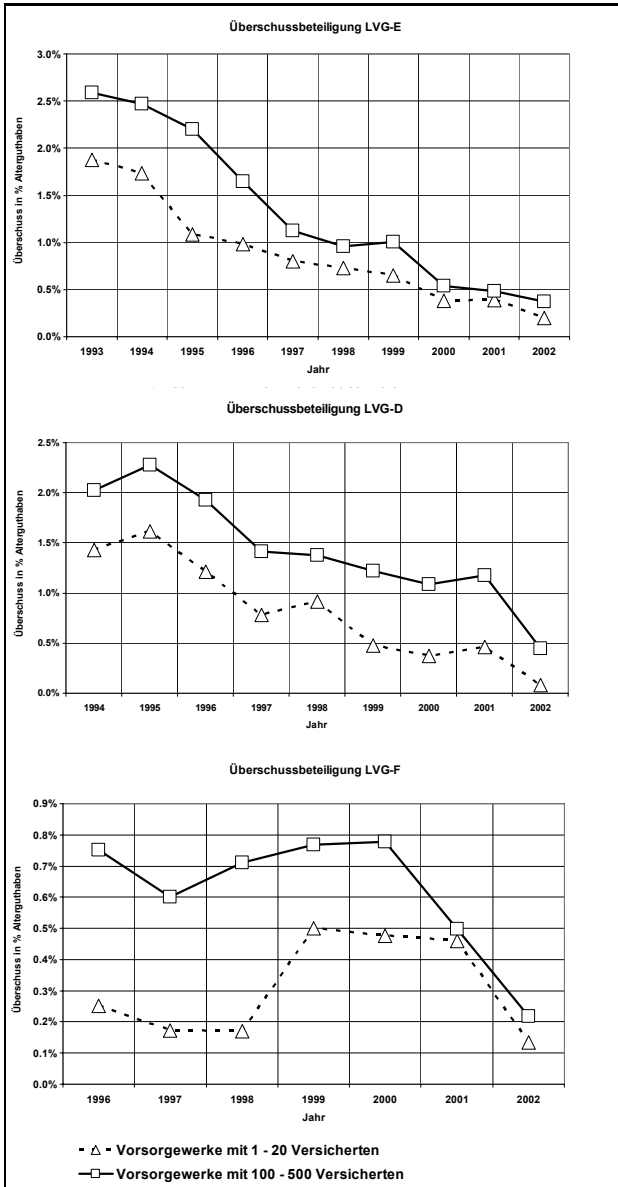 Überschussbeteiligung LVG-E
Überschuss in % Alterguthaben
3.0%
2.5%
2.0%
1.5%
1.0%
0.5%
0.0%
1993 1994 1995 1996 1997 1998 1999 2000 2001 2002
Jahr
Überschussbeteiligung LVG-D
Überschuss in % Alterguthaben
2.5%
2.0%
1.5%
1.0%
0.5%
0.0%
1994 1995 1996 1997 1998 1999 2000 2001 2002
Jahr
Überschussbeteiligung LVG-F
Überschuss in % Alterguthaben
0.9%
0.8%
0.7%
0.6%
0.5%
0.4%
0.3%
0.2%
0.1%
0.0%
1996 1997 1998 1999 2000 2001 2002
Jahr
Vorsorgewerke mit 1 - 20 Versicherten
Vorsorgewerke mit 100 - 500 Versicherten